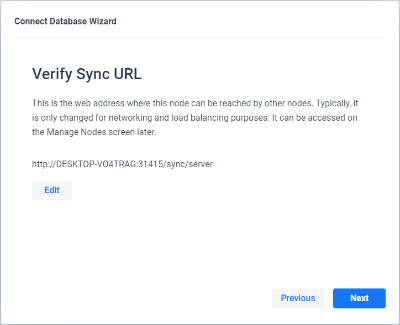 Connect Database Wizard
Verify Sync URL
This is the web address where this node can be reached by other nodes. Typically, it
is only changed for networking and load balancing purposes. It can be accessed on
the Manage Nodes screen later.
http://DESKTOP-VO4TRAG:31415/sync/server
Edit
Previous
Next